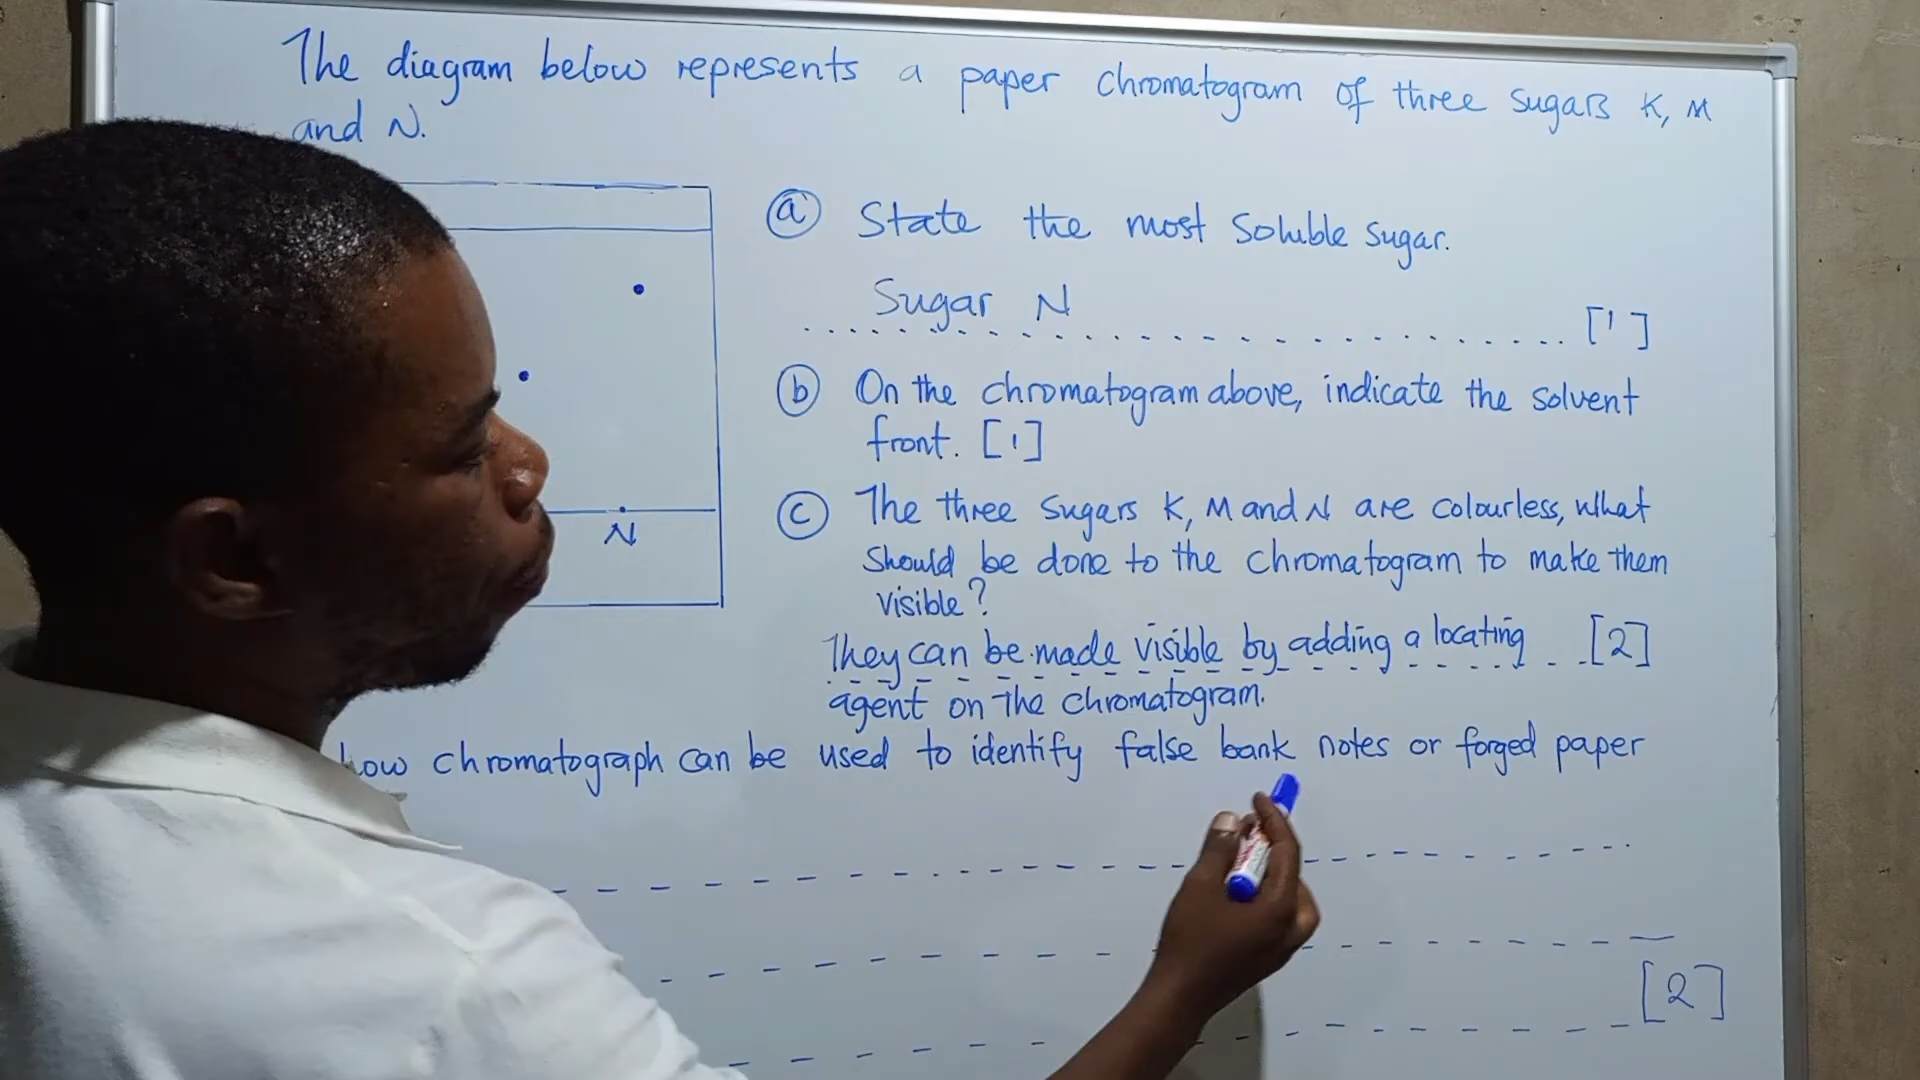 The diagram below represents a paper chromatogram of three sugars K, M
and N.
N
(a) State the most soluble sugar.
Sugar N
[1]
(b) On the chromatogram above, indicate the solvent
front. [1]
(c) The three sugars K, M and N are colourless, what
should be done to the chromatogram to make them
visible?
They can be made visible by adding a locating [2]
agent on the chromatogram.
how chromatograph can be used to identify false bank notes or forged paper
[2]